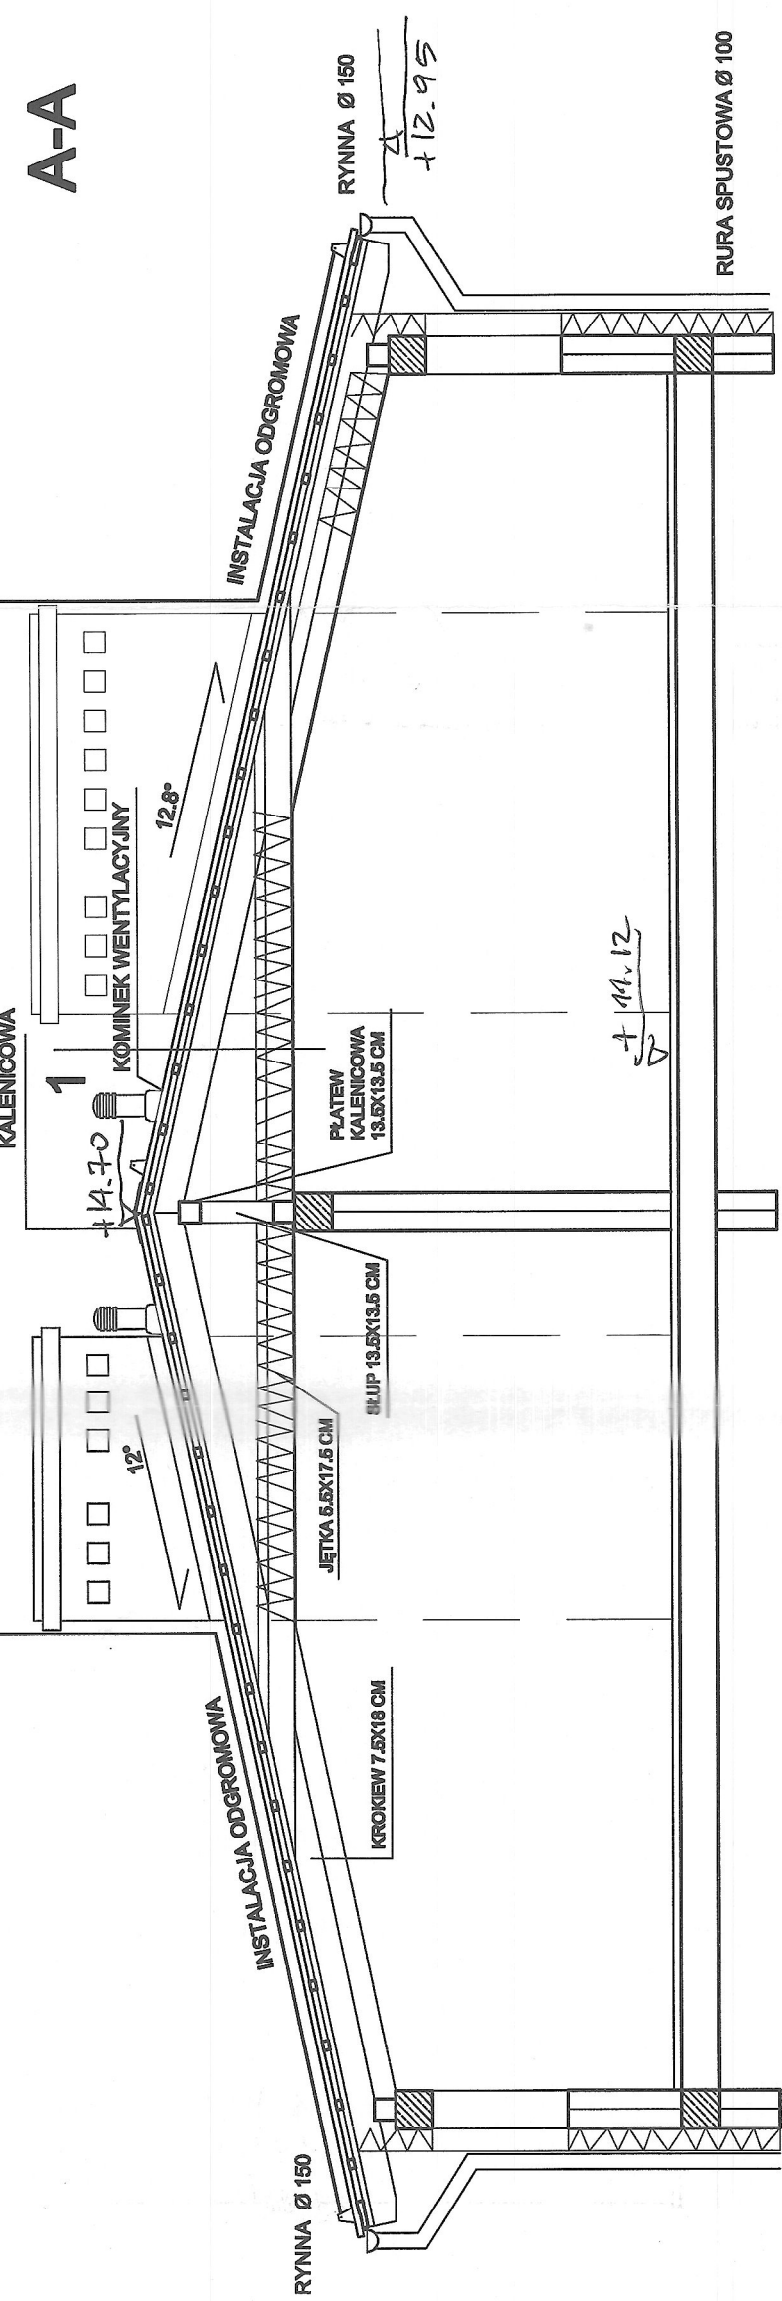 KALENICOWA
A-A
1
+14.70
KOMINEK WENTYLACYJNY
12°
12.8°
INSTALACJA ODGROMOWA
INSTALACJA ODGROMOWA
RYNNA Ø 150
RYNNA Ø 150
+12.95
PŁATEW
KALENICOWA
13.5X13.5 CM
SŁUP 13.5X13.5 CM
JĘTKA 5.5X17.5 CM
KROKIEW 7.5X18 CM
+11.12
RURA SPUSTOWA Ø 100